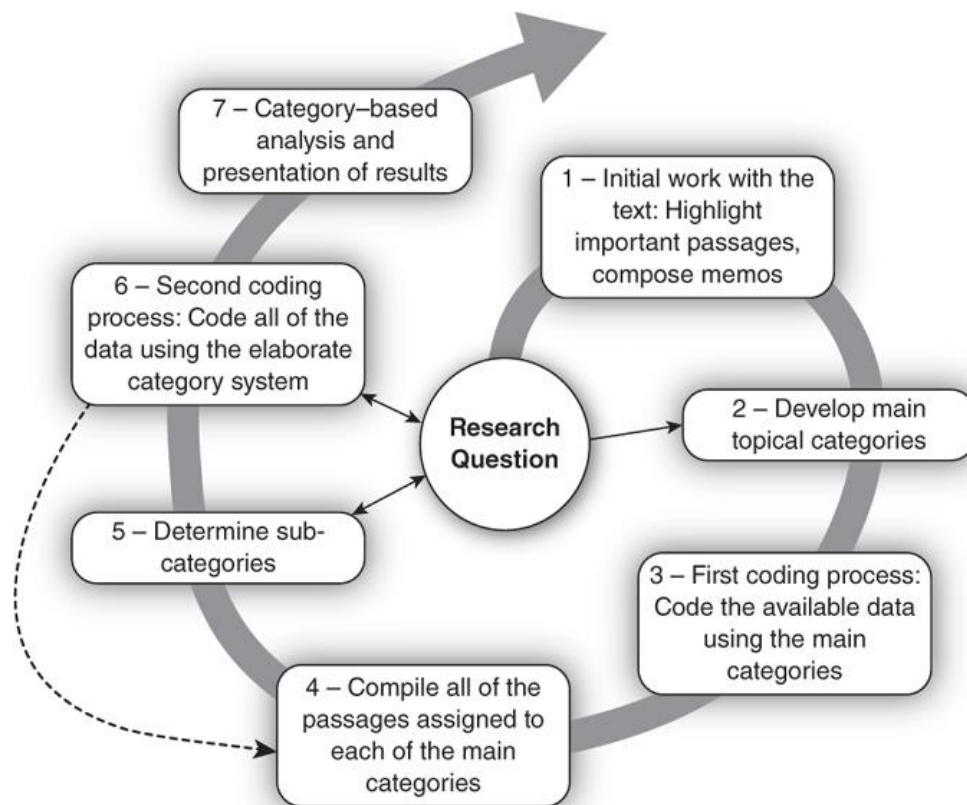 7 – Category–based
analysis and
presentation of results
1 – Initial work with the
text: Highlight
important passages,
compose memos
6 – Second coding
process: Code all of the
data using the elaborate
category system
Research
Question
2 – Develop main
topical categories
5 – Determine sub-
categories
3 – First coding process:
Code the available data
using the main
categories
4 – Compile all of the
passages assigned to
each of the main
categories